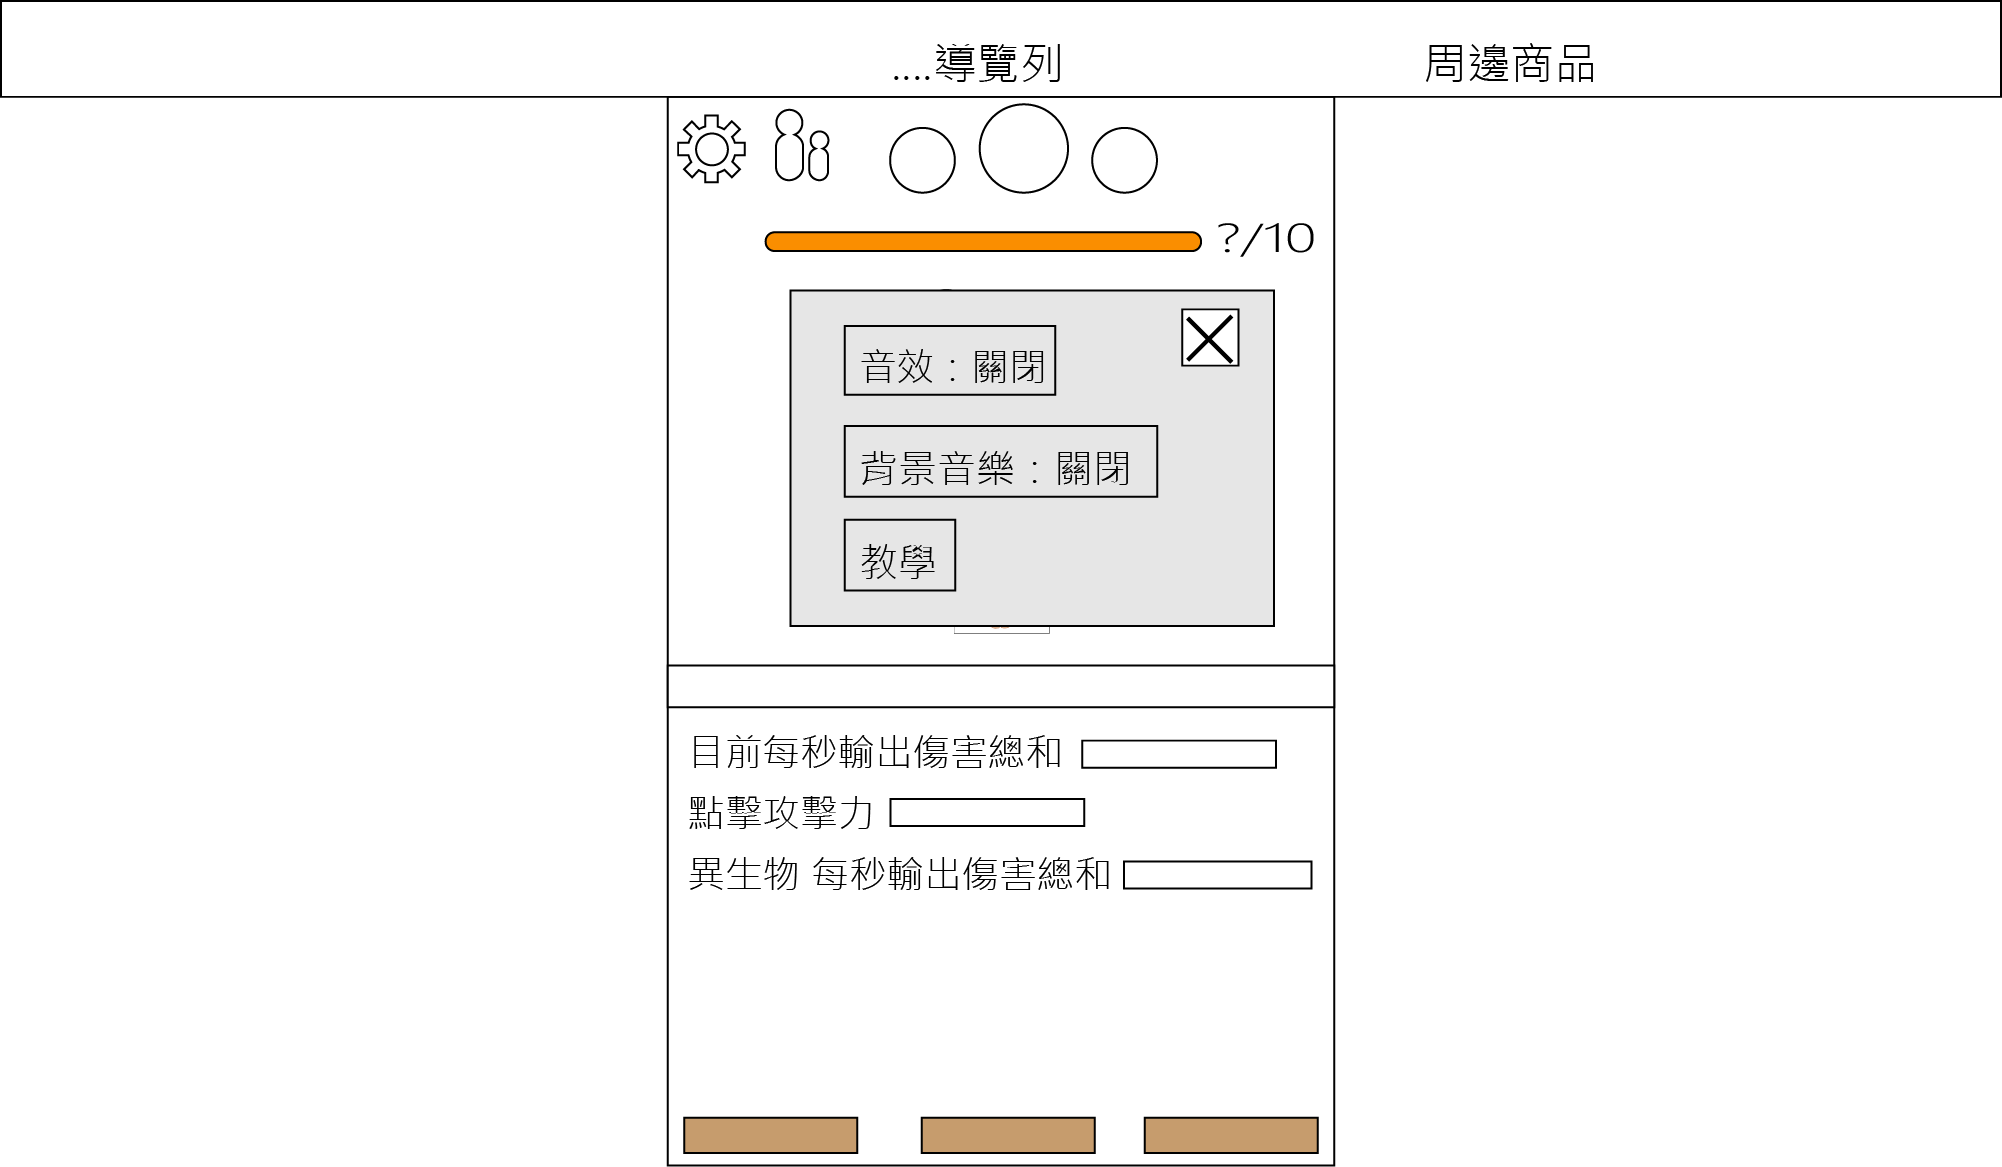 ....導覽列
周邊商品
?/10
音效：關閉
背景音樂：關閉
教學
目前每秒輸出傷害總和
點擊攻擊力
異生物 每秒輸出傷害總和